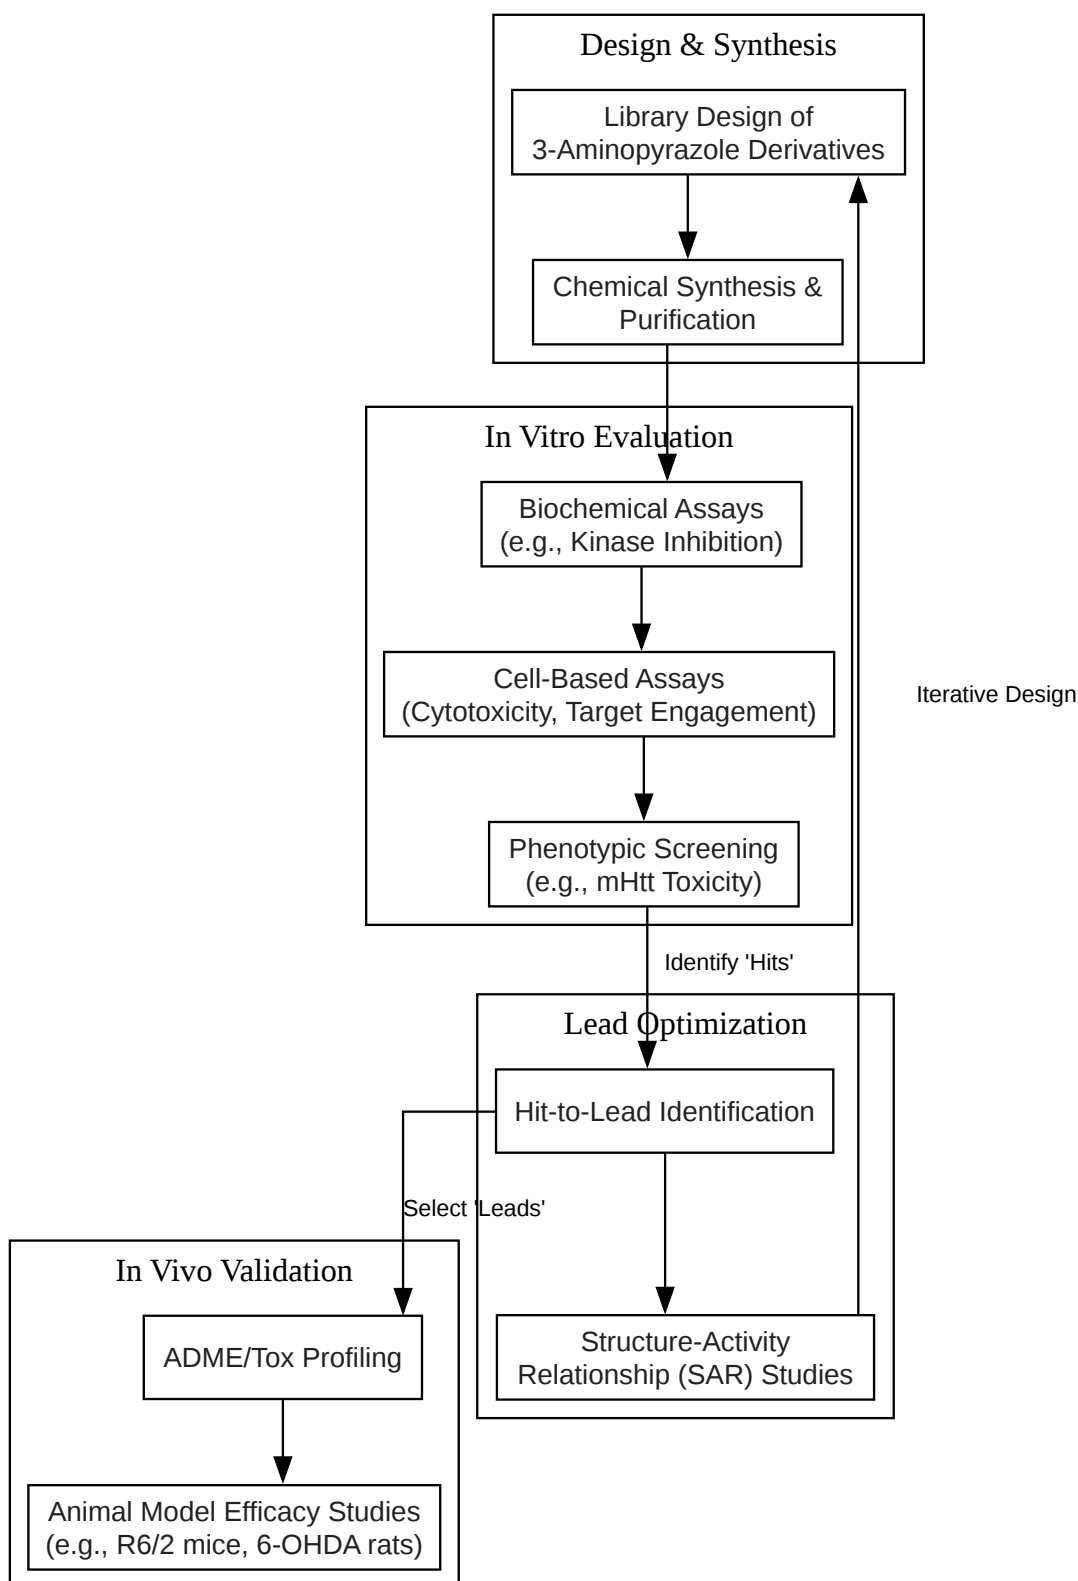 Design & Synthesis
Library Design of
3-Aminopyrazole Derivatives
Chemical Synthesis &
Purification
In Vitro Evaluation
Biochemical Assays
(e.g., Kinase Inhibition)
Cell-Based Assays
(Cytotoxicity, Target Engagement)
Iterative Design
Phenotypic Screening
(e.g., mHtt Toxicity)
Identify 'Hits'
Lead Optimization
Hit-to-Lead Identification
Select 'Leads'
In Vivo Validation
ADME/Tox Profiling
Structure-Activity
Relationship (SAR) Studies
Animal Model Efficacy Studies
(e.g., R6/2 mice, 6-OHDA rats)